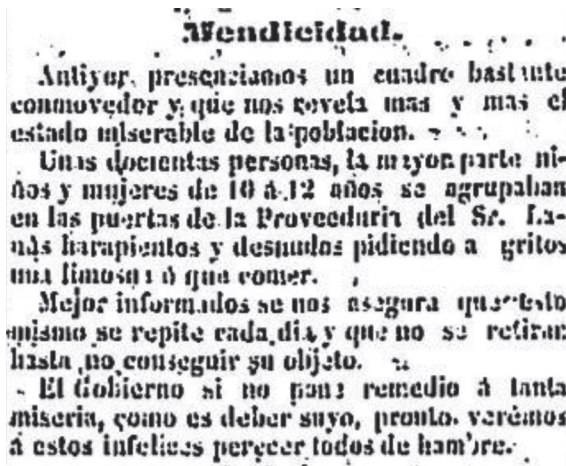 Mendicidad.
Antiyer, presenciamos un cuadro bastante
conmovedor y que nos revela mas y mas el
estado miserable de la poblacion.
Unas docientas personas, la mayor parte ni-
ños y mujeres de 10 á 12 años se agrupaban
en las puertas de la Proveeduria del Sr. La-
nús harapientos y desnudos pidiendo a gritos
una limosna ó que comer.
Mejor informados se nos asegura que esto
mismo se repite cada dia y que no se retiran
hasta no conseguir su objeto.
El Gobierno si no pone remedio á tanta
miseria, como es deber suyo, pronto verémos
á estos infelices perecer todos de hambre.